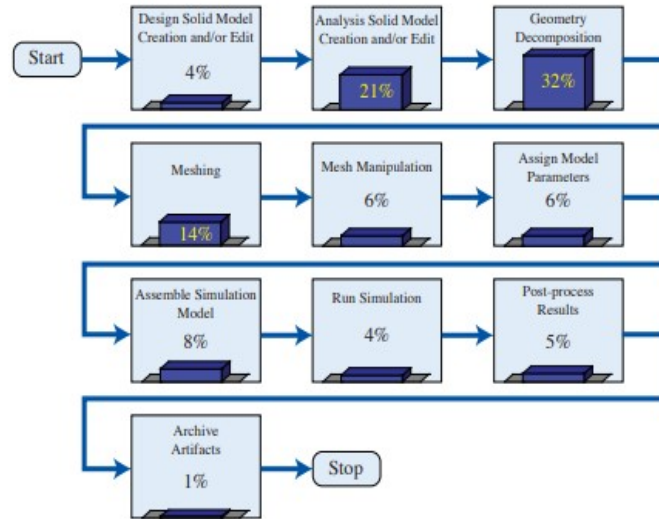 Start
Design Solid Model
Creation and/or Edit
4%
Analysis Solid Model
Creation and/or Edit
21%
Geometry
Decomposition
32%
Meshing
14%
Mesh Manipulation
6%
Assign Model
Parameters
6%
Assemble Simulation
Model
8%
Run Simulation
4%
Post-process
Results
5%
Archive
Artifacts
1%
Stop